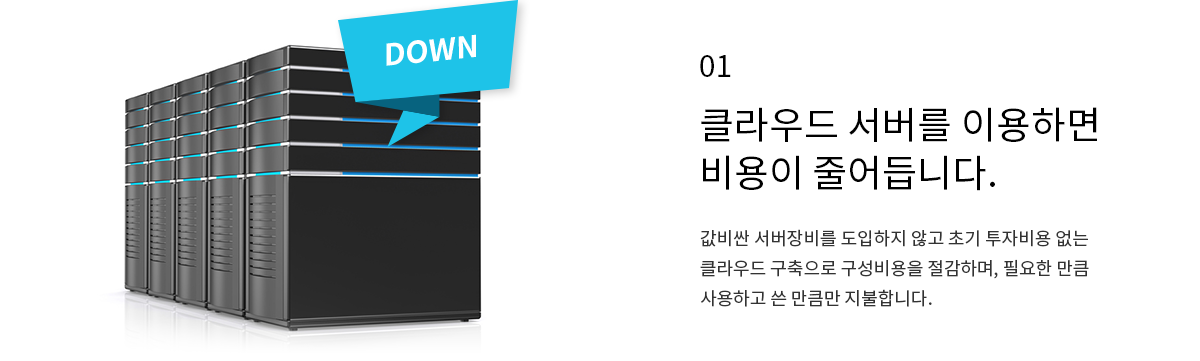 DOWN
01
클라우드 서버를 이용하면
비용이 줄어듭니다.
값비싼 서버장비를 도입하지 않고 초기 투자비용 없는
클라우드 구축으로 구성비용을 절감하며, 필요한 만큼
사용하고 쓴 만큼만 지불합니다.